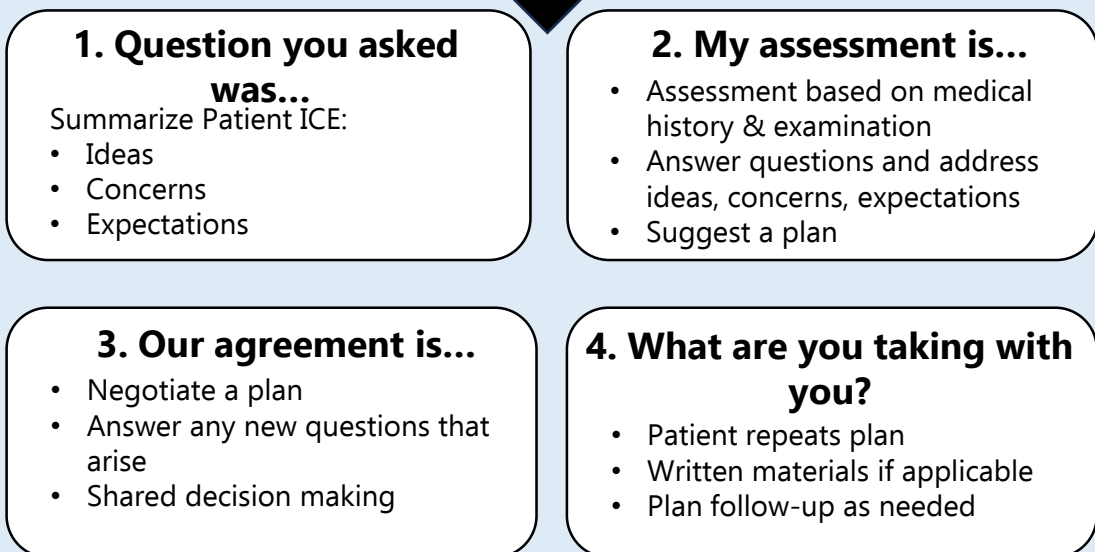 1. Question you asked
was...
Summarize Patient ICE:
• Ideas
• Concerns
• Expectations
2. My assessment is...
• Assessment based on medical
history & examination
• Answer questions and address
ideas, concerns, expectations
• Suggest a plan
3. Our agreement is...
• Negotiate a plan
• Answer any new questions that
arise
• Shared decision making
4. What are you taking with
you?
• Patient repeats plan
• Written materials if applicable
• Plan follow-up as needed